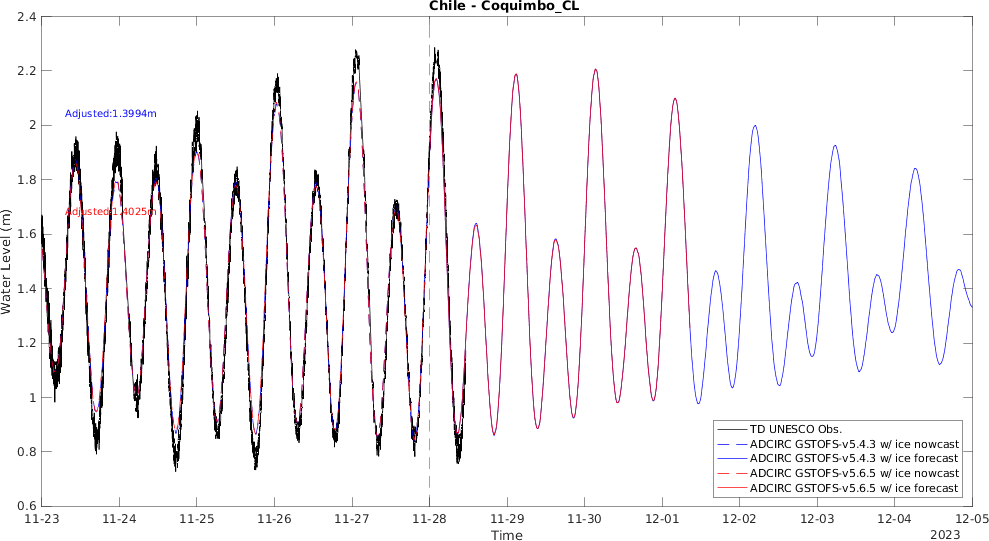 Chile - Coquimbo_CL
2.4
2.2
2
1.8
1.6
1.4
1.2
1
0.8
0.6
Water Level (m)
Adjusted:1.3994m
Adjusted:1.4025m
TD UNESCO Obs.
ADCIRC GSTOFS-v5.4.3 w/ ice nowcast
ADCIRC GSTOFS-v5.4.3 w/ ice forecast
ADCIRC GSTOFS-v5.6.5 w/ ice nowcast
ADCIRC GSTOFS-v5.6.5 w/ ice forecast
11-23 11-24 11-25 11-26 11-27 11-28 11-29 11-30 12-01 12-02 12-03 12-04 12-05
Time
2023